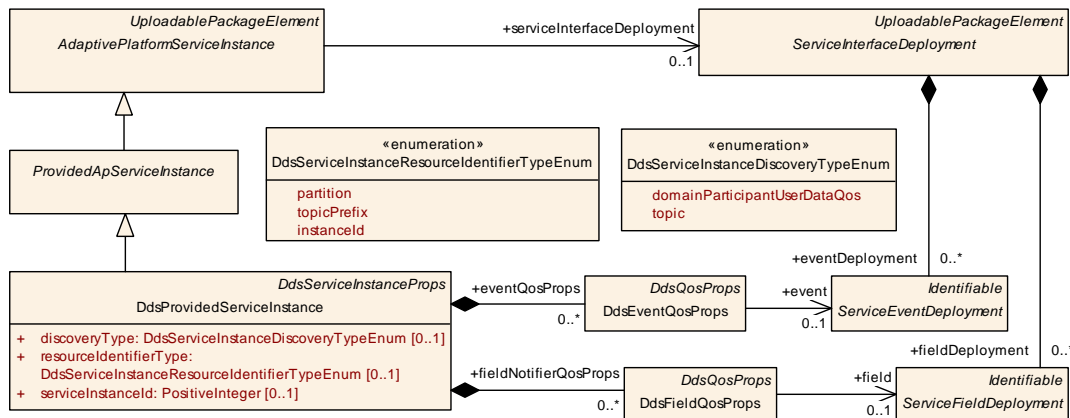 UploadablePackageElement
AdaptivePlatformServiceInstance
+serviceInterfaceDeployment
0..1
UploadablePackageElement
ServiceInterfaceDeployment
ProvidedApServiceInstance
«enumeration»
DdsServiceInstanceResourceIdentifierTypeEnum
partition
topicPrefix
instanceId
«enumeration»
DdsServiceInstanceDiscoveryTypeEnum
domainParticipantUserDataQos
topic
+eventDeployment 0..*
DdsServiceInstanceProps
DdsProvidedServiceInstance
+ discoveryType: DdsServiceInstanceDiscoveryTypeEnum [0..1]
+ resourceIdentifierType:
DdsServiceInstanceResourceIdentifierTypeEnum [0..1]
+ serviceInstanceId: PositiveInteger [0..1]
+eventQosProps
0..*
DdsQosProps
DdsEventQosProps
+event
0..1
Identifiable
ServiceEventDeployment
+fieldDeployment 0..*
+fieldNotifierQosProps
0..*
DdsQosProps
DdsFieldQosProps
+field
0..1
Identifiable
ServiceFieldDeployment